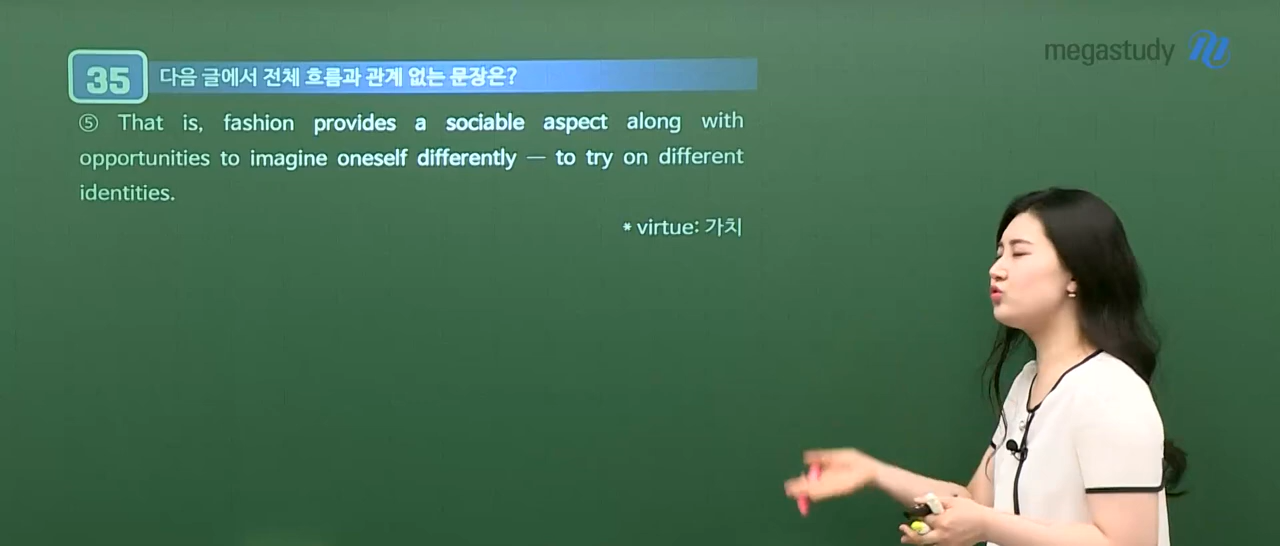 megastudy
35 다음 글에서 전체 흐름과 관계 없는 문장은?
⑤ That is, fashion provides a sociable aspect along with
opportunities to imagine oneself differently — to try on different
identities.
* virtue: 가치